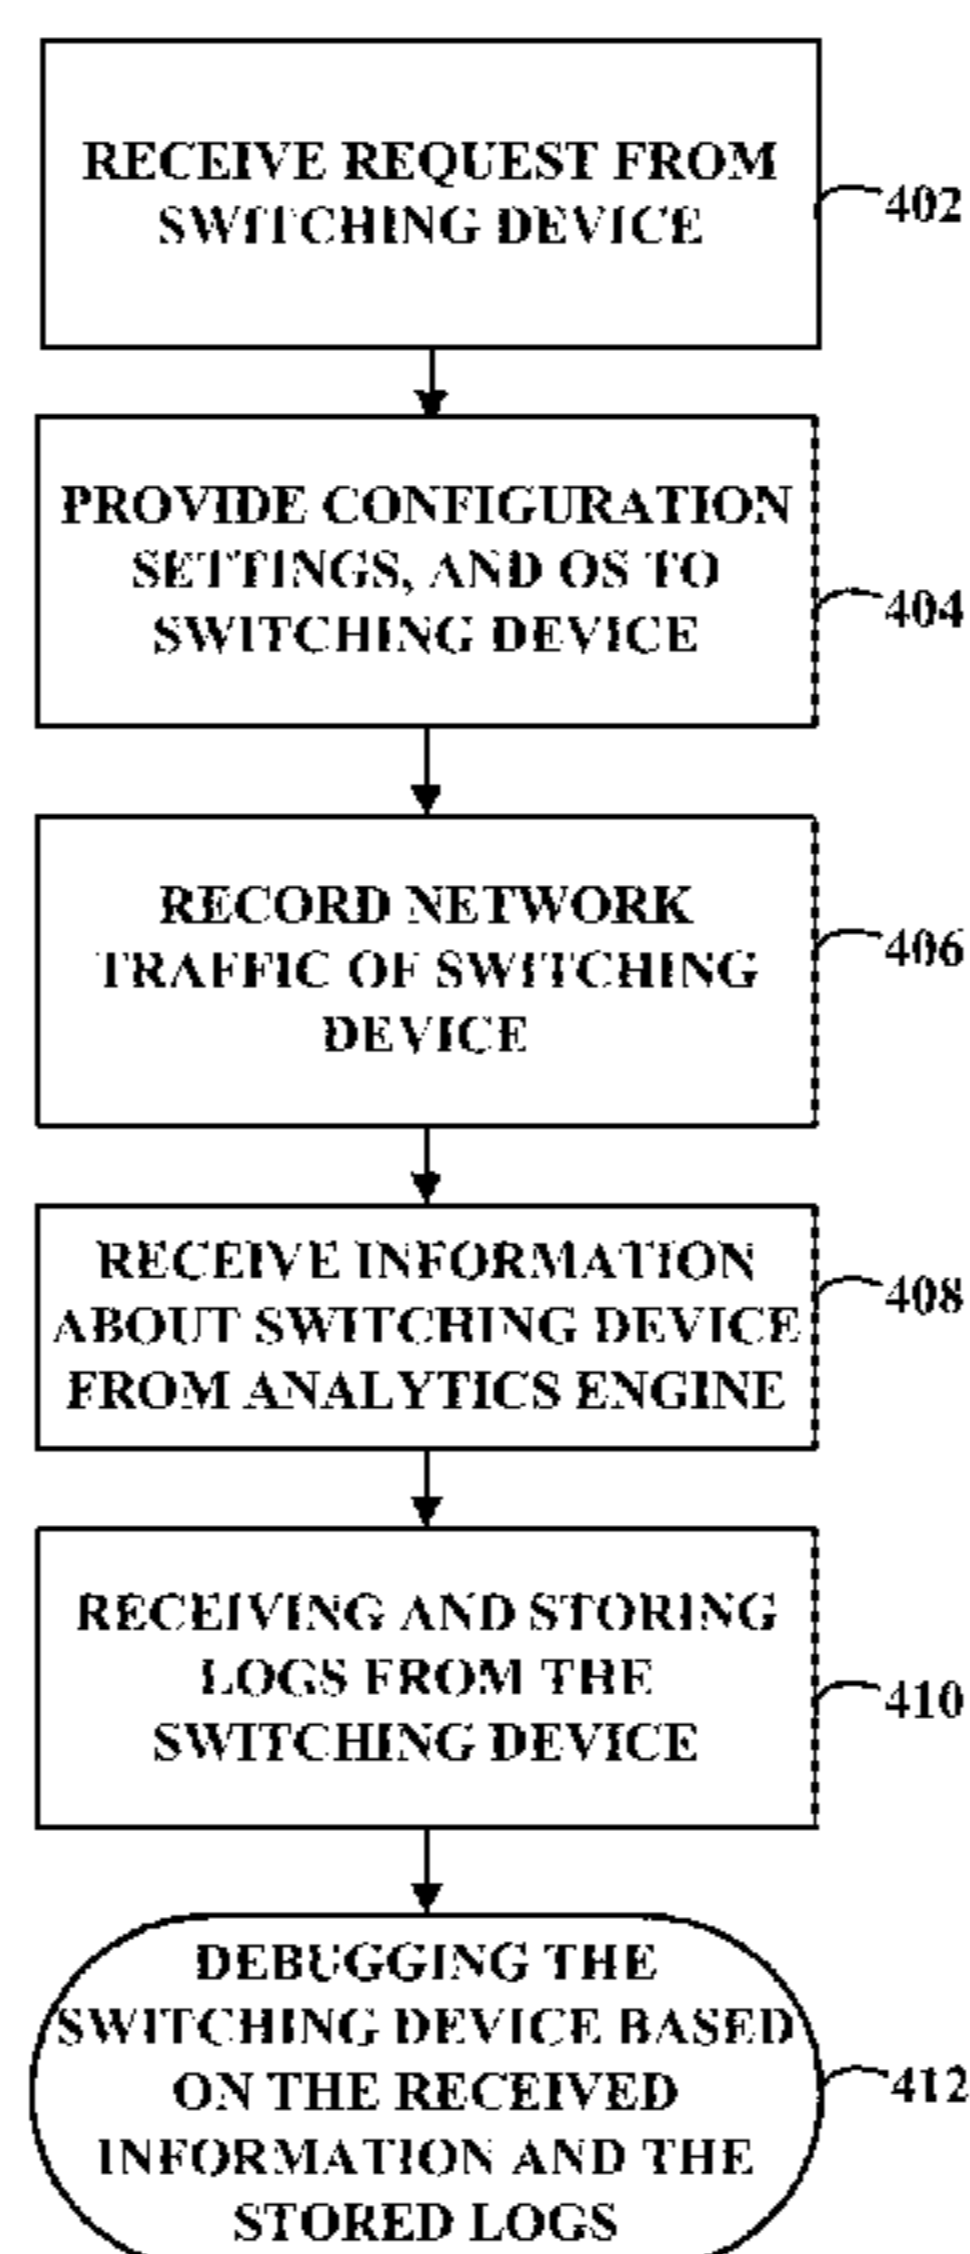 RECEIVE REQUEST FROM
SWITCHING DEVICE
402
PROVIDE CONFIGURATION
SETTINGS, AND OS TO
SWITCHING DEVICE
404
RECORD NETWORK
TRAFFIC OF SWITCHING
DEVICE
406
RECEIVE INFORMATION
ABOUT SWITCHING DEVICE
FROM ANALYTICS ENGINE
408
RECEIVING AND STORING
LOGS FROM THE
SWITCHING DEVICE
410
DEBUGGING THE
SWITCHING DEVICE BASED
ON THE RECEIVED
INFORMATION AND THE
STORED LOGS
412